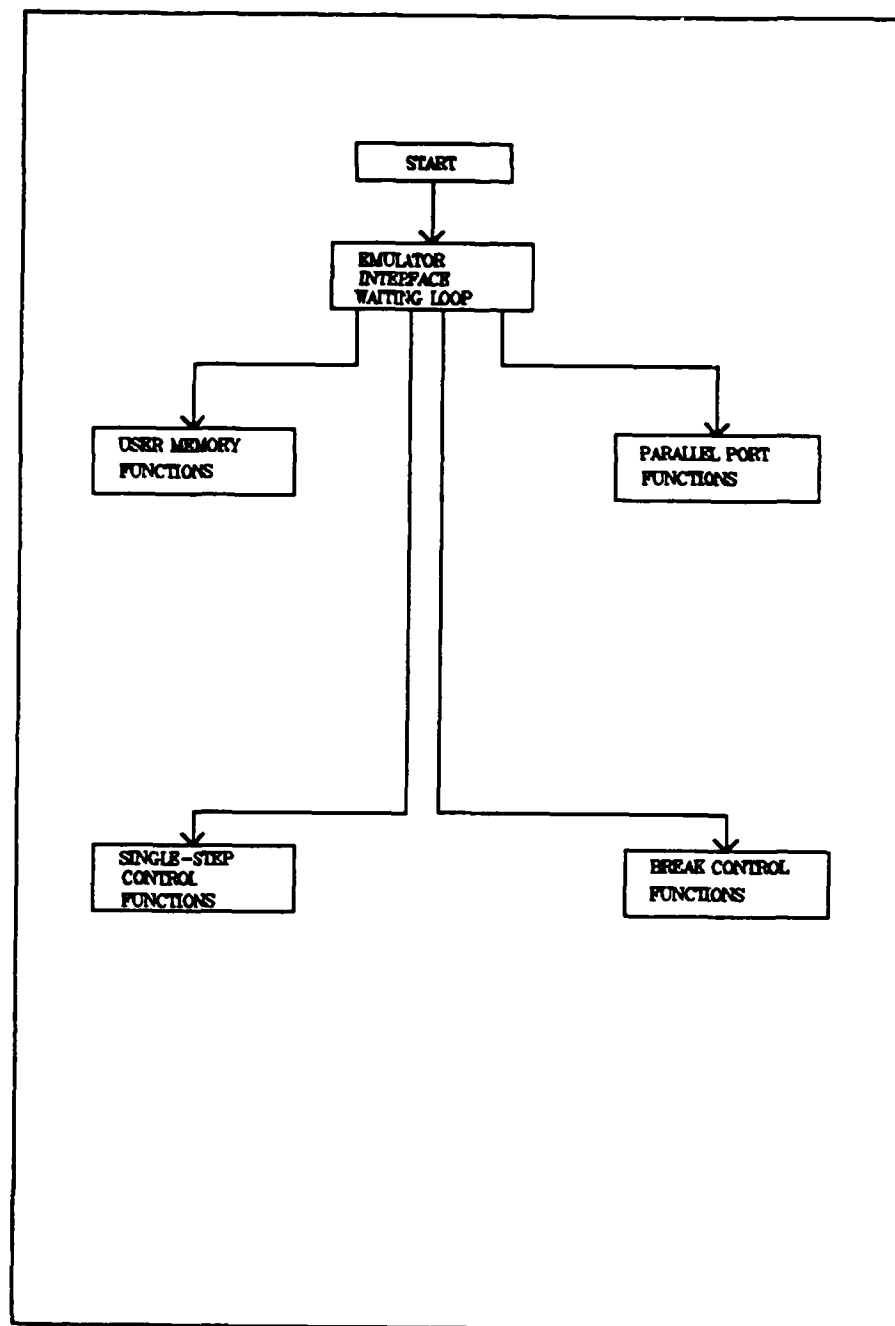 START
EMULATOR
INTERFACE
WAITING LOOP
USER MEMORY
FUNCTIONS
PARALLEL PORT
FUNCTIONS
SINGLE-STEP
CONTROL
FUNCTIONS
BREAK CONTROL
FUNCTIONS